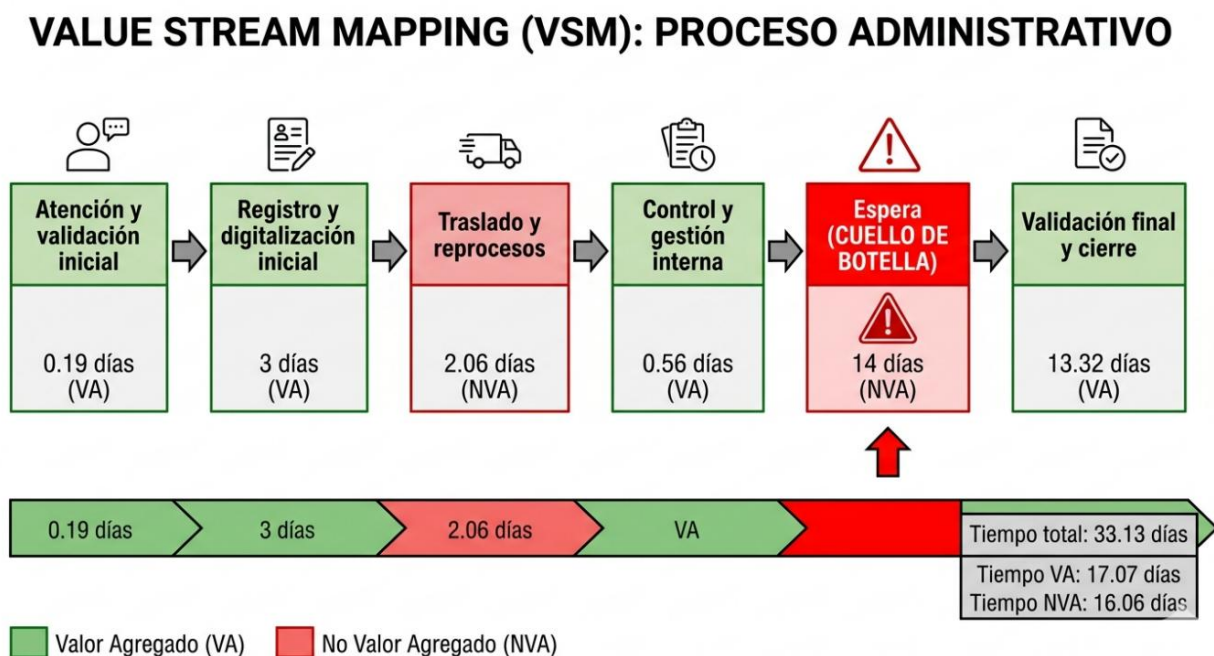 VALUE STREAM MAPPING (VSM): PROCESO ADMINISTRATIVO
Atención y
validación
inicial
0.19 días
(VA)
Registro y
digitalización
inicial
3 días
(VA)
Traslado y
reprocesos
2.06 días
(NVA)
Control y
gestión
interna
0.56 días
(VA)
Espera
(CUELLO DE
BOTELLA)
14 días
(NVA)
Validación final
y cierre
13.32 días
(VA)
0.19 días
3 días
2.06 días
VA
Tiempo total: 33.13 días
Tiempo VA: 17.07 días
Tiempo NVA: 16.06 días
Valor Agregado (VA)
No Valor Agregado (NVA)